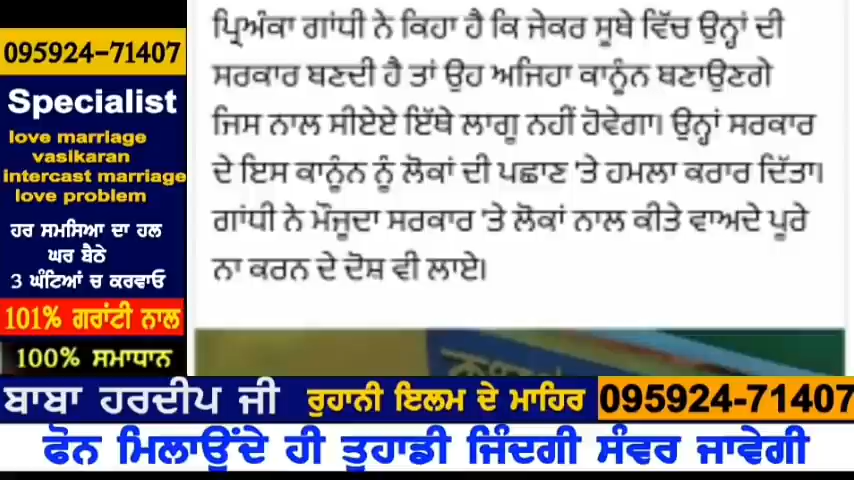 095924-71407
Specialist
love marriage
vasikaran
intercast marriage
love problem
ਹਰ ਸਮਸਿਆ ਦਾ ਹਲ
ਘਰ ਬੈਠੇ
3 ਘੰਟਿਆਂ ਚ ਕਰਵਾਓ
101% ਗਰਾਂਟੀ ਨਾਲ
100% ਸਮਾਧਾਨ
ਪ੍ਰਿਅੰਕਾ ਗਾਂਧੀ ਨੇ ਕਿਹਾ ਹੈ ਕਿ ਜੇਕਰ ਸੂਬੇ ਵਿੱਚ ਉਨ੍ਹਾਂ ਦੀ
ਸਰਕਾਰ ਬਣਦੀ ਹੈ ਤਾਂ ਉਹ ਅਜਿਹਾ ਕਾਨੂੰਨ ਬਣਾਉਣਗੇ
ਜਿਸ ਨਾਲ ਸੀਏਏ ਇੱਥੇ ਲਾਗੂ ਨਹੀਂ ਹੋਵੇਗਾ। ਉਨ੍ਹਾਂ ਸਰਕਾਰ
ਦੇ ਇਸ ਕਾਨੂੰਨ ਨੂੰ ਲੋਕਾਂ ਦੀ ਪਛਾਣ 'ਤੇ ਹਮਲਾ ਕਰਾਰ ਦਿੱਤਾ।
ਗਾਂਧੀ ਨੇ ਮੌਜੂਦਾ ਸਰਕਾਰ 'ਤੇ ਲੋਕਾਂ ਨਾਲ ਕੀਤੇ ਵਾਅਦੇ ਪੂਰੇ
ਨਾ ਕਰਨ ਦੇ ਦੋਸ਼ ਵੀ ਲਾਏ।
ਬਾਬਾ ਹਰਦੀਪ ਜੀ ਰੁਹਾਨੀ ਇਲਮ ਦੇ ਮਾਹਿਰ 095924-71407
ਫੋਨ ਮਿਲਾਉਂਦੇ ਹੀ ਤੁਹਾਡੀ ਜਿੰਦਗੀ ਸੰਵਰ ਜਾਵੇਗੀ